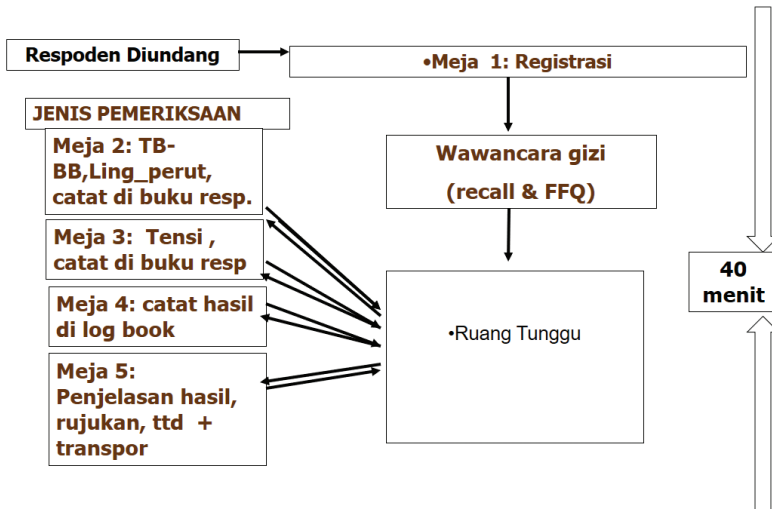 Respoden Diundang
•Meja 1: Registrasi
JENIS PEMERIKSAAN
Meja 2: TB-
BB,Ling_perut,
catat di buku resp.
Meja 3: Tensi ,
catat di buku resp
Meja 4: catat hasil
di log book
Meja 5:
Penjelasan hasil,
rujukan, ttd +
transpor
Wawancara gizi
(recall & FFQ)
•Ruang Tunggu
40
menit